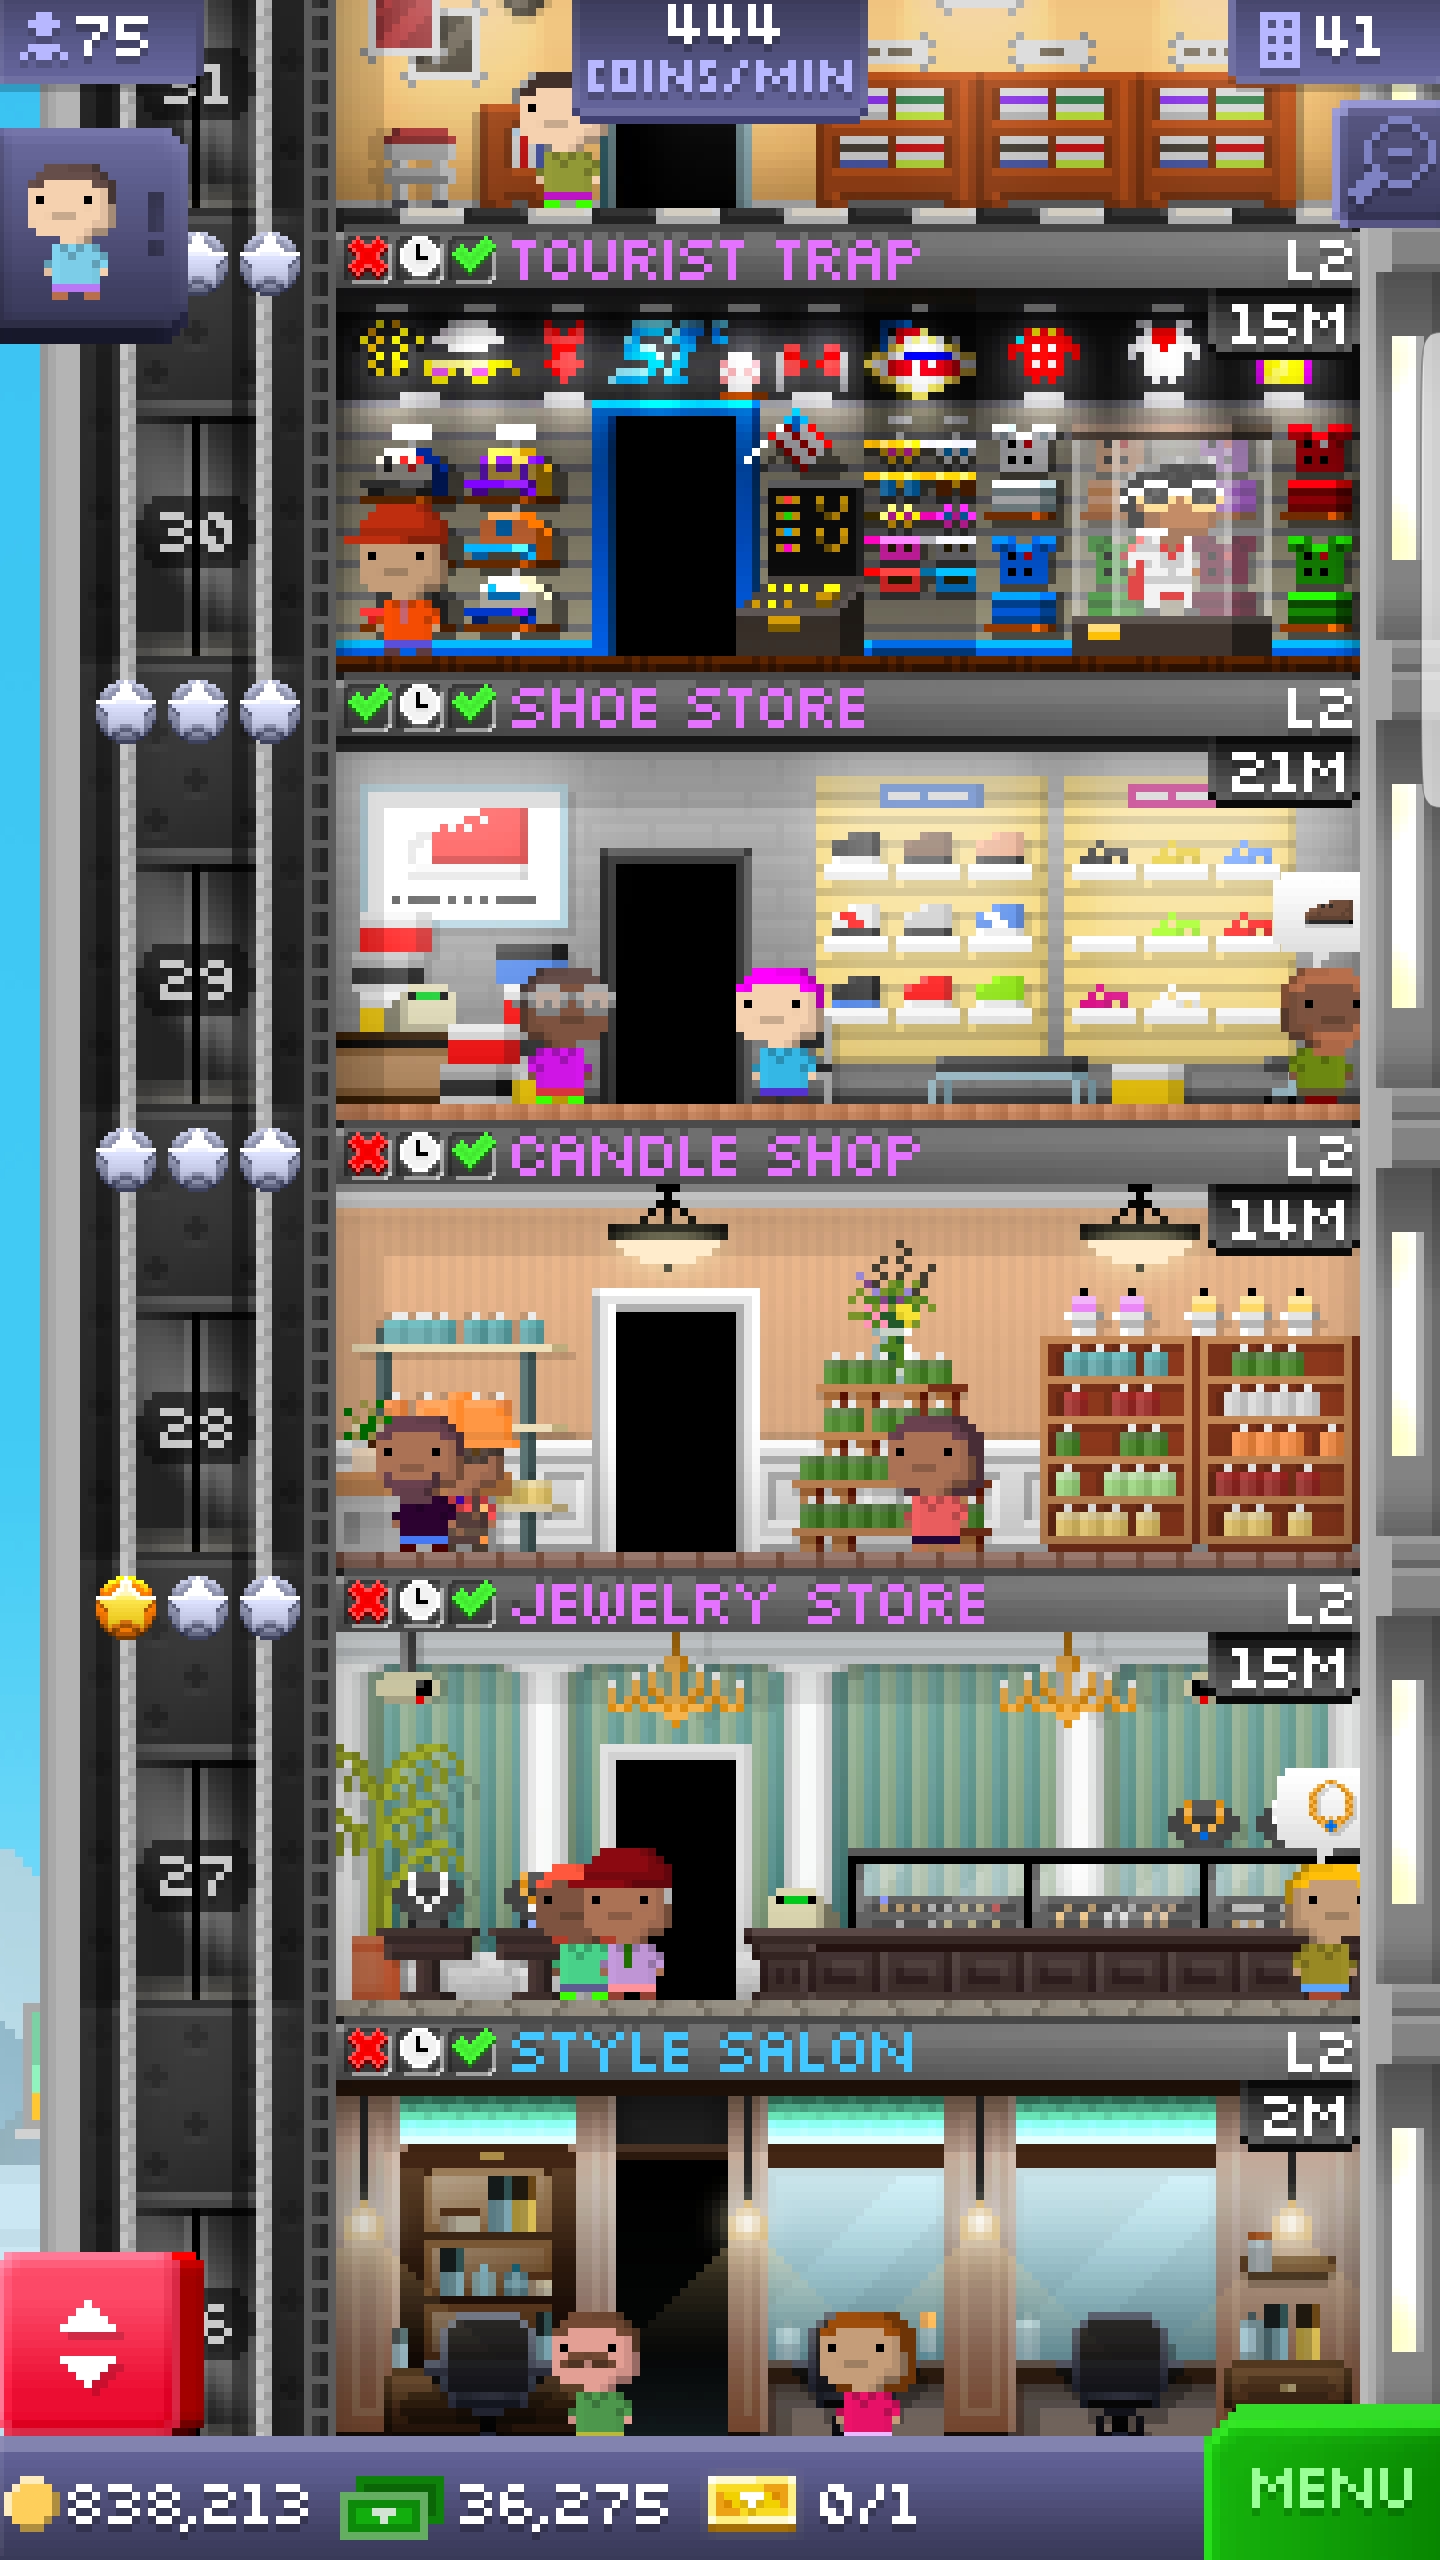 75
444
COINS/MIN
41
TOURIST TRAP L2
15M
30
SHOE STORE L2
21M
29
CANDLE SHOP L2
14M
28
JEWELRY STORE L2
15M
27
STYLE SALON L2
2M
838,213 36,275 0/1
MENU